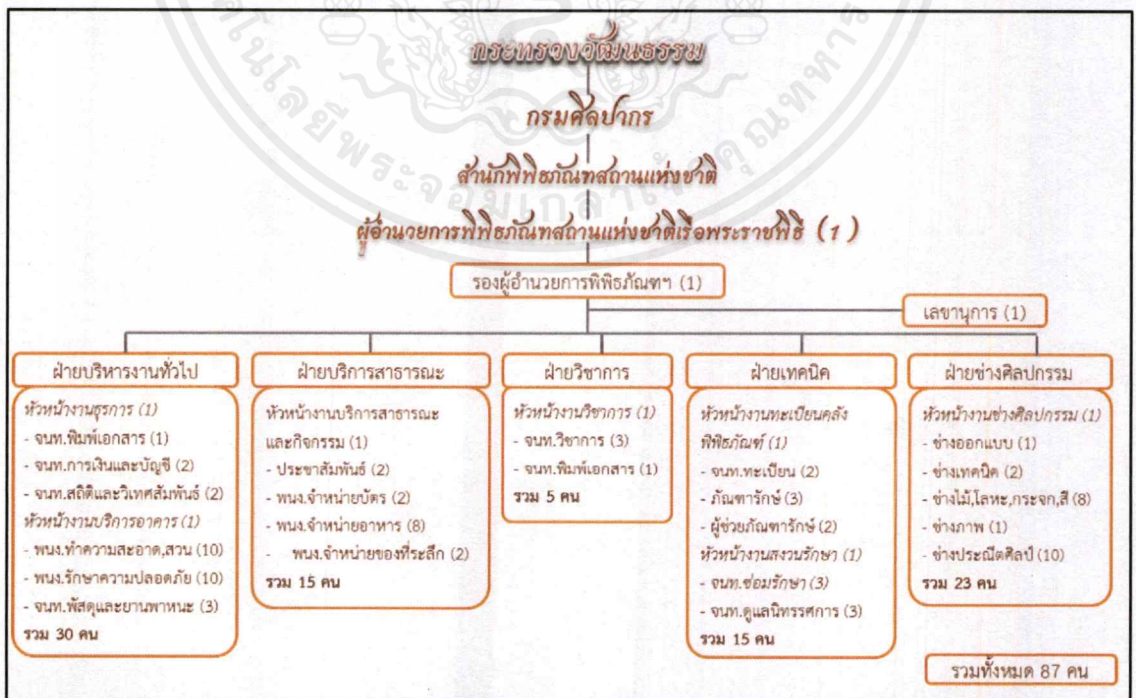 กระทรวงวัฒนธรรม
กรมศิลปากร
สำนักพิพิธภัณฑสถานแห่งชาติ
ผู้อำนวยการพิพิธภัณฑสถานแห่งชาติเรือพระราชพิธี (1)
รองผู้อำนวยการพิพิธภัณฑฯ (1)
เลขานุการ (1)
ฝ่ายบริหารงานทั่วไป
หัวหน้างานธุรการ (1)
- จนท.พิมพ์เอกสาร (1)
- จนท.การเงินและบัญชี (2)
- จนท.สถิติและวิเทศสัมพันธ์ (2)
หัวหน้างานบริการอาคาร (1)
- พนง.ทำความสะอาด,สวน (10)
- พนง.รักษาความปลอดภัย (10)
- จนท.พัสดุและยานพาหนะ (3)
รวม 30 คน
ฝ่ายบริการสาธารณะ
หัวหน้างานบริการสาธารณะ
และกิจกรรม (1)
- ประชาสัมพันธ์ (2)
- พนง.จำหน่ายบัตร (2)
- พนง.จำหน่ายอาหาร (8)
- พนง.จำหน่ายของที่ระลึก (2)
รวม 15 คน
ฝ่ายวิชาการ
หัวหน้างานวิชาการ (1)
- จนท.วิชาการ (3)
- จนท.พิมพ์เอกสาร (1)
รวม 5 คน
ฝ่ายเทคนิค
หัวหน้างานทะเบียนคลัง
พิพิธภัณฑ์ (1)
- จนท.ทะเบียน (2)
- ภัณฑารักษ์ (3)
- ผู้ช่วยภัณฑารักษ์ (2)
หัวหน้างานสงวนรักษา (1)
- จนท.ซ่อมรักษา (3)
- จนท.ดูแลนิทรรศการ (3)
รวม 15 คน
ฝ่ายช่างศิลปกรรม
หัวหน้างานช่างศิลปกรรม (1)
- ช่างออกแบบ (1)
- ช่างเทคนิค (2)
- ช่างไม้,โลหะ,กระจก,สี (8)
- ช่างภาพ (1)
- ช่างประณีตศิลป์ (10)
รวม 23 คน
รวมทั้งหมด 87 คน